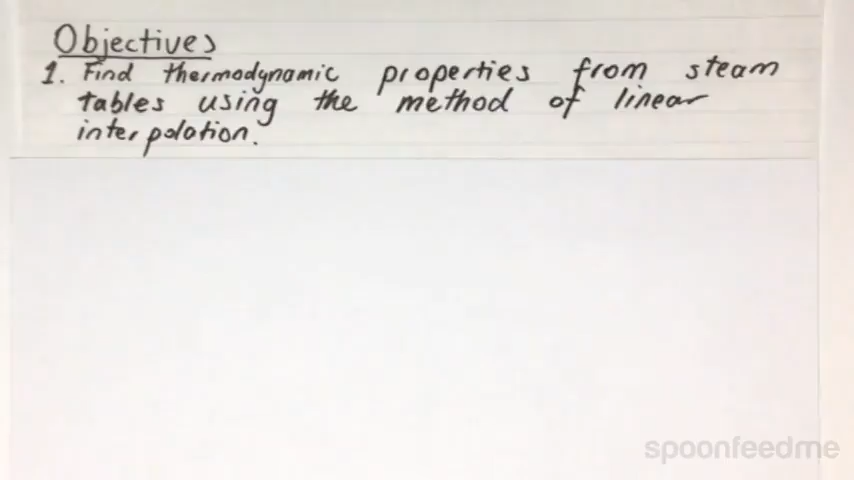 Objectives
1. Find thermodynamic properties from steam
tables using the method of linear
interpolation.
spoonfeedme